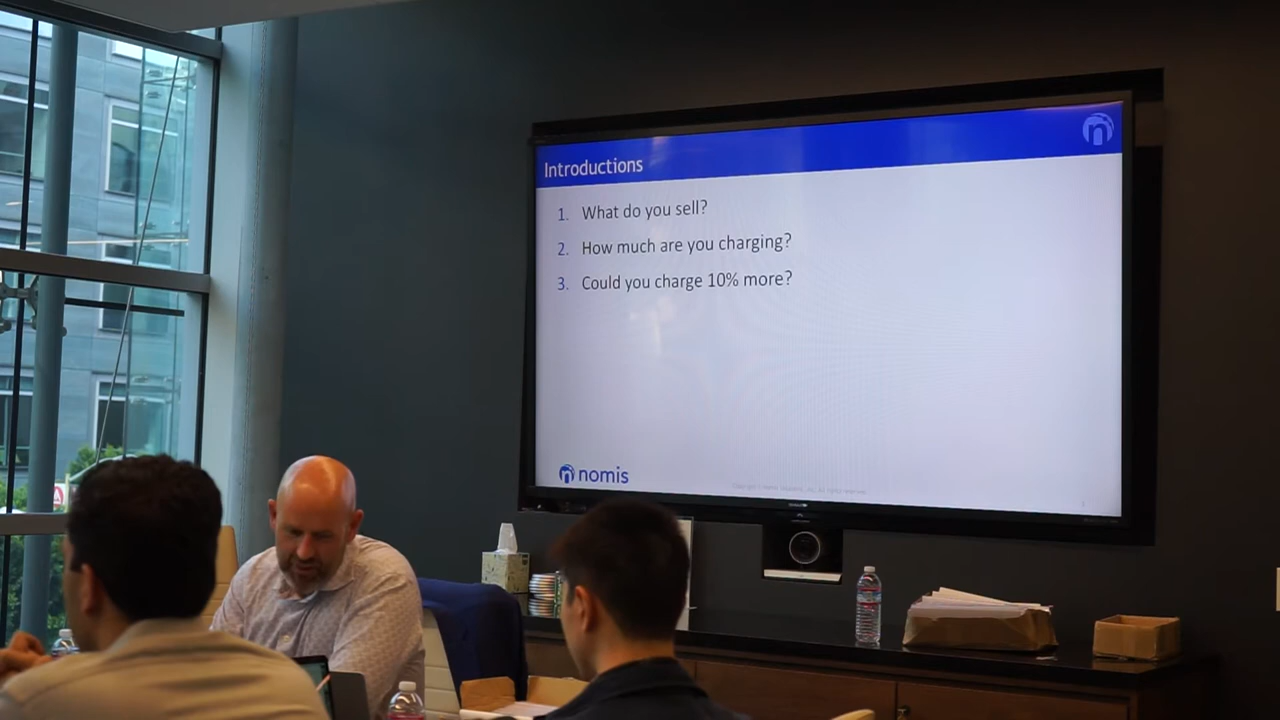 Introductions
1. What do you sell?
2. How much are you charging?
3. Could you charge 10% more?
nomis